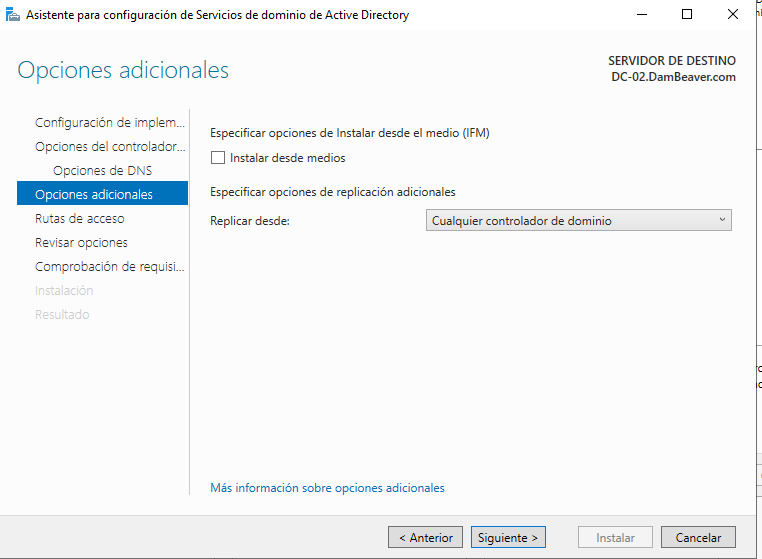 Asistente para configuración de Servicios de dominio de Active Directory
Opciones adicionales
SERVIDOR DE DESTINO
DC-02.DamBeaver.com
Configuración de implem...
Opciones del controlador...
Opciones de DNS
Opciones adicionales
Rutas de acceso
Revisar opciones
Comprobación de requisi...
Instalación
Resultado
Especificar opciones de Instalar desde el medio (IFM)
Instalar desde medios
Especificar opciones de replicación adicionales
Replicar desde:
Cualquier controlador de dominio
Más información sobre opciones adicionales
< Anterior
Siguiente >
Instalar
Cancelar